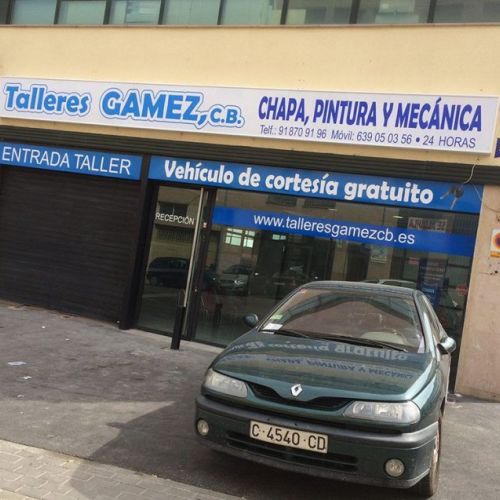 Talleres GAMEZ, C.B.
CHAPA, PINTURA Y MECÁNICA
Telf.: 91 870 91 96 Móvil: 639 05 03 56 • 24 HORAS
ENTRADA TALLER
Vehículo de cortesía gratuito
RECEPCIÓN
www.talleresgamezcb.es
C·4540·CD